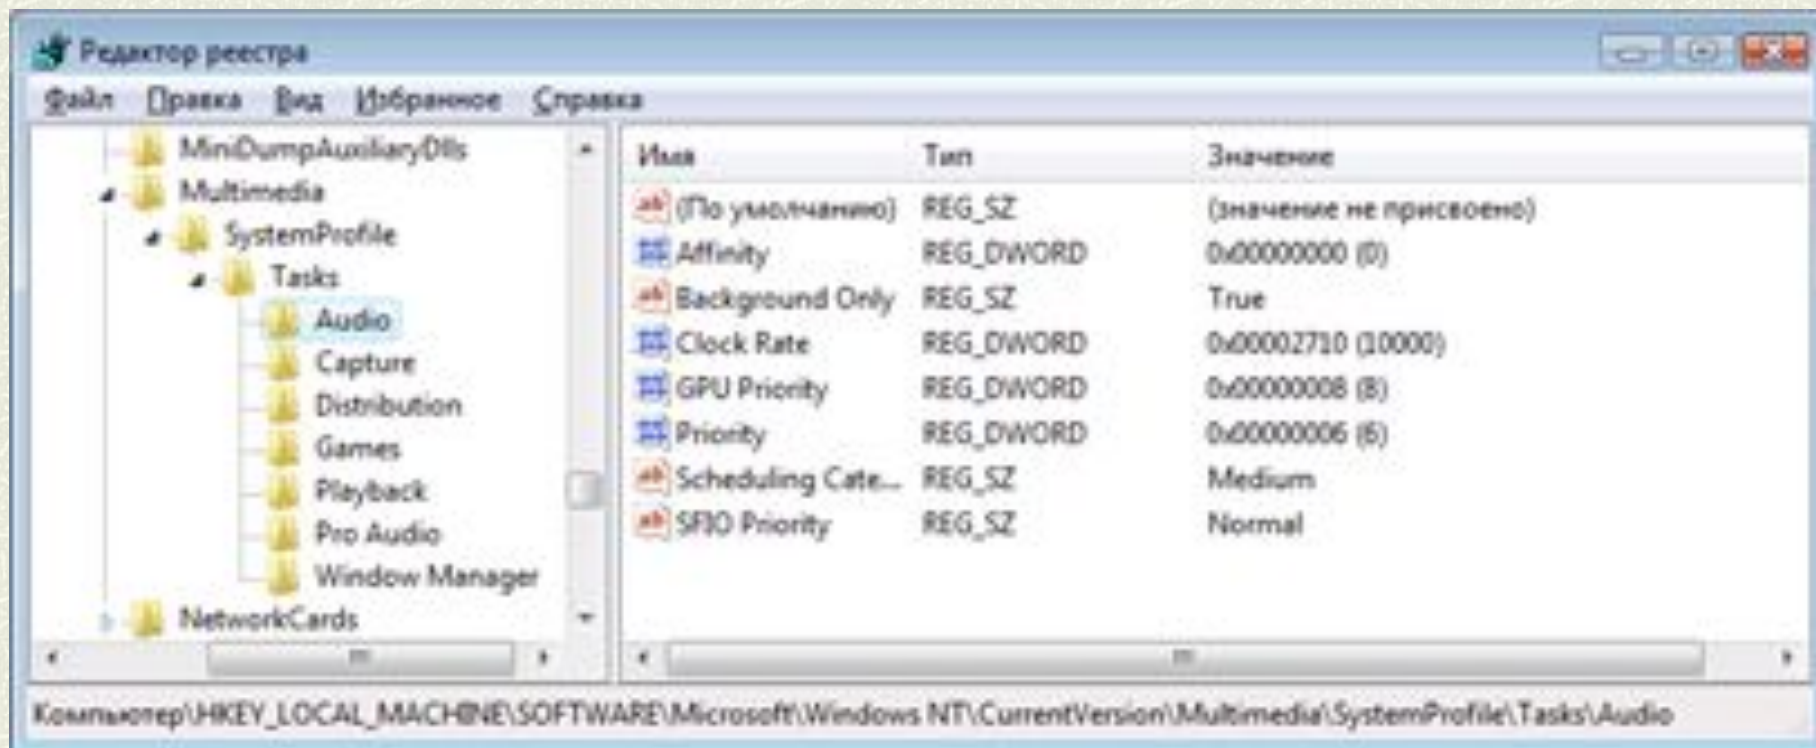 Редактор реестра
Файл Правка Вид Избранное Справка
MiniDumpAuxiliaryDlls
Multimedia
SystemProfile
Tasks
Audio
Capture
Distribution
Games
Playback
Pro Audio
Window Manager
NetworkCards
Имя Тип Значение
(По умолчанию) REG_SZ (значение не присвоено)
Affinity REG_DWORD 0x00000000 (0)
Background Only REG_SZ True
Clock Rate REG_DWORD 0x00002710 (10000)
GPU Priority REG_DWORD 0x00000008 (8)
Priority REG_DWORD 0x00000006 (6)
Scheduling Cate... REG_SZ Medium
SFIO Priority REG_SZ Normal
Компьютер\HKEY_LOCAL_MACHINE\SOFTWARE\Microsoft\Windows NT\CurrentVersion\Multimedia\SystemProfile\Tasks\Audio